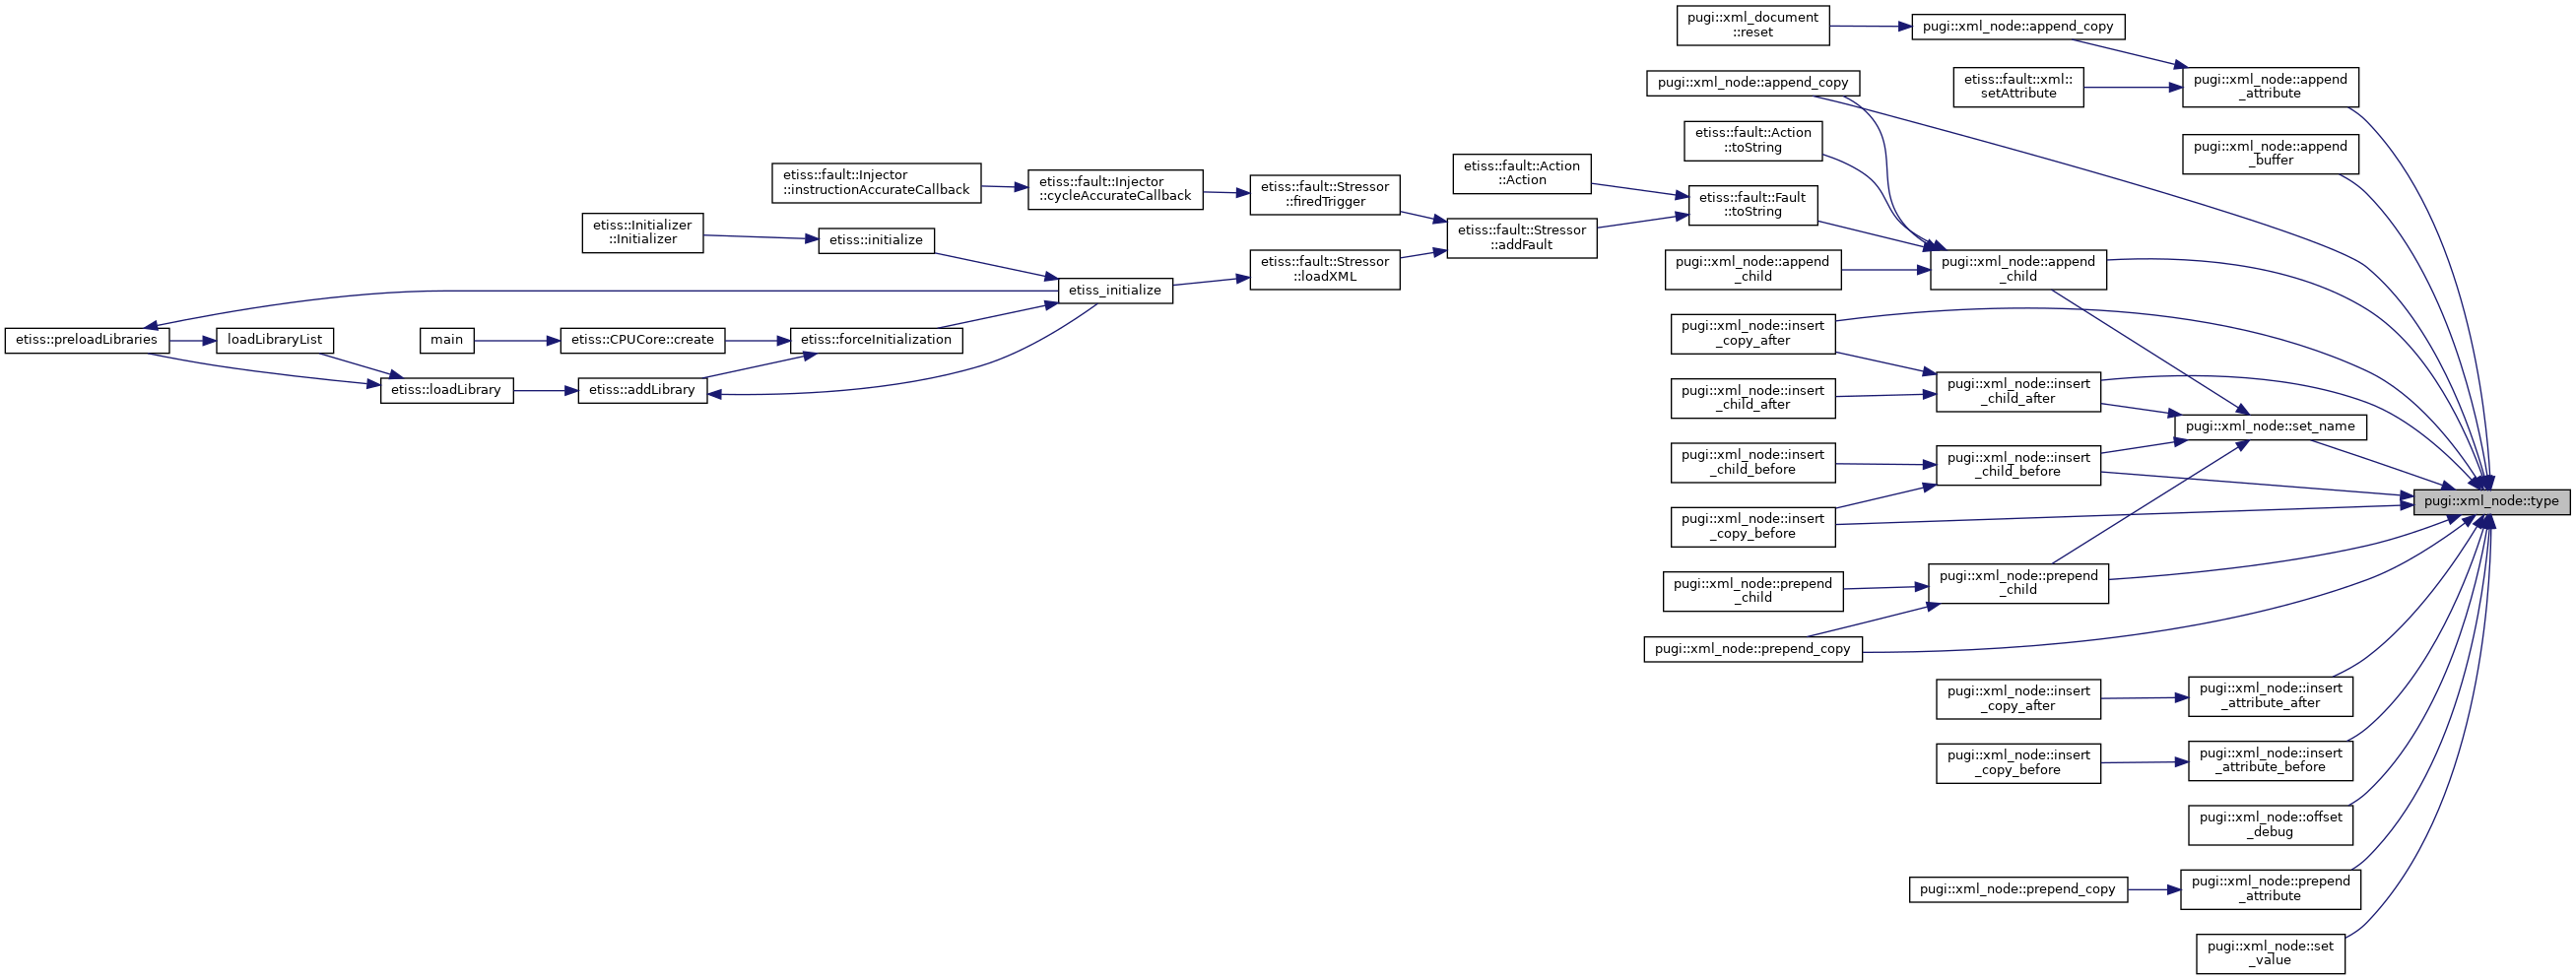 pugi::xml_document
::reset
pugi::xml_node::append_copy
pugi::xml_node::append_copy
etiss::fault::xml::
setAttribute
pugi::xml_node::append
_attribute
etiss::fault::Action
::toString
pugi::xml_node::append
_buffer
etiss::fault::Injector
::instructionAccurateCallback
etiss::fault::Injector
::cycleAccurateCallback
etiss::fault::Stressor
::firedTrigger
etiss::fault::Action
::Action
etiss::fault::Fault
::toString
etiss::Initializer
::Initializer
etiss::initialize
etiss::fault::Stressor
::addFault
etiss::fault::Stressor
::loadXML
pugi::xml_node::append
_child
pugi::xml_node::append
_child
etiss_initialize
etiss::preloadLibraries
loadLibraryList
main
etiss::CPUCore::create
etiss::forceInitialization
pugi::xml_node::insert
_copy_after
etiss::loadLibrary
etiss::addLibrary
pugi::xml_node::insert
_child_after
pugi::xml_node::insert
_child_after
pugi::xml_node::set_name
pugi::xml_node::insert
_child_before
pugi::xml_node::insert
_child_before
pugi::xml_node::type
pugi::xml_node::insert
_copy_before
pugi::xml_node::prepend
_child
pugi::xml_node::prepend
_child
pugi::xml_node::prepend_copy
pugi::xml_node::insert
_copy_after
pugi::xml_node::insert
_attribute_after
pugi::xml_node::insert
_copy_before
pugi::xml_node::insert
_attribute_before
pugi::xml_node::offset
_debug
pugi::xml_node::prepend_copy
pugi::xml_node::prepend
_attribute
pugi::xml_node::set
_value